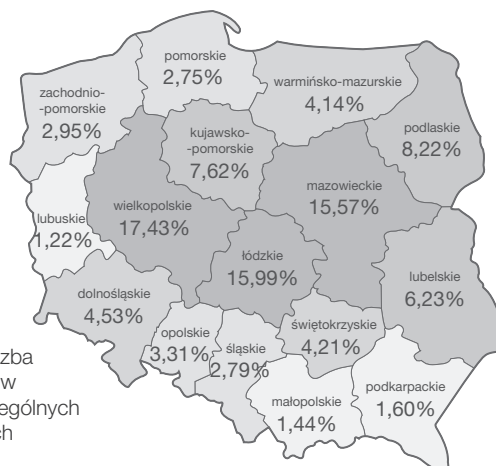 pomorskie
2,75%
warmińsko-mazurskie
4,14%
zachodnio-
-pomorskie
2,95%
kujawsko-
-pomorskie
7,62%
podlaskie
8,22%
mazowieckie
15,57%
wielkopolskie
17,43%
lubuskie
1,22%
łódzkie
15,99%
lubelskie
6,23%
dolnośląskie
4,53%
opolskie
3,31%
śląskie
2,79%
świętokrzyskie
4,21%
małopolskie
1,44%
podkarpackie
1,60%
zba
w
ególnych
ch